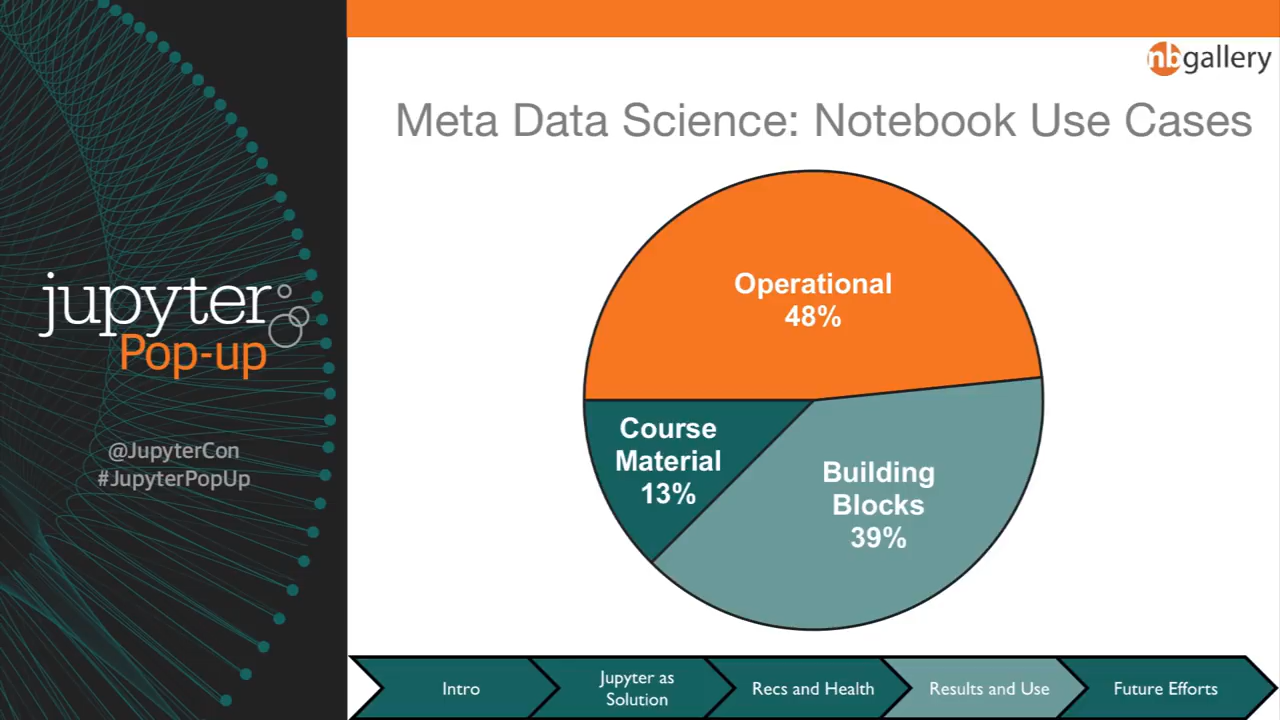 nbgallery
Meta Data Science: Notebook Use Cases
Operational
48%
Course
Material
13%
Building
Blocks
39%
jupyter
Pop-up
@JupyterCon
#JupyterPopUp
Intro
Jupyter as
Solution
Recs and Health
Results and Use
Future Efforts